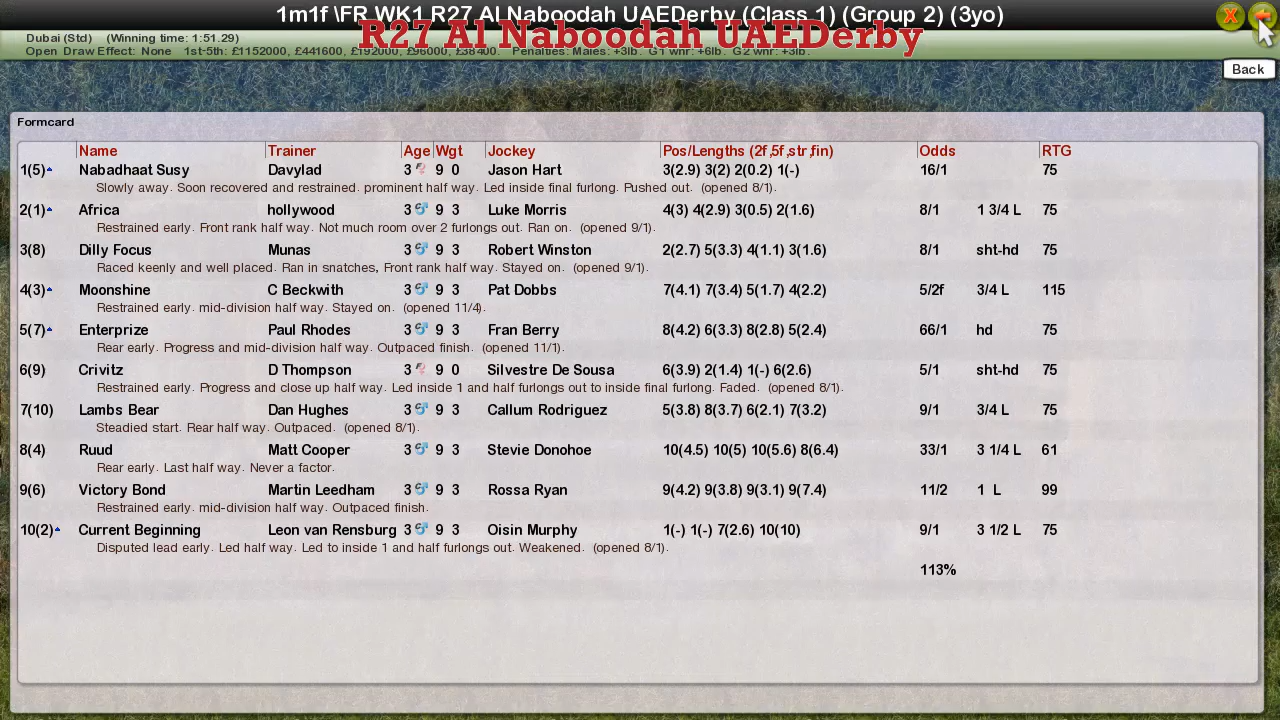 1m1f \FR WK1 R27 Al Naboodah UAEDerby (Class 1) (Group 2) (3yo)
R27 Al Naboodah UAEDerby
Dubai (Std) (Winning time: 1:51.29)
Open Draw Effect: None 1st-5th: £1152000, £441600, £192000, £96000, £38400. Penalties: Males: +3lb. G1 wnr: +6lb. G2 wnr: +3lb.
X
Back
Formcard
Name Trainer Age Wgt Jockey Pos/Lengths (2f,5f,str,fin) Odds RTG
1(5) Nabadhaat Susy Davylad 3 9 0 Jason Hart 3(2.9) 3(2) 2(0.2) 1(-) 16/1 75
Slowly away. Soon recovered and restrained. prominent half way. Led inside final furlong. Pushed out. (opened 8/1).
2(1) Africa hollywood 3 9 3 Luke Morris 4(3) 4(2.9) 3(0.5) 2(1.6) 8/1 1 3/4 L 75
Restrained early. Front rank half way. Not much room over 2 furlongs out. Ran on. (opened 9/1).
3(8) Dilly Focus Munas 3 9 3 Robert Winston 2(2.7) 5(3.3) 4(1.1) 3(1.6) 8/1 sht-hd 75
Raced keenly and well placed. Ran in snatches, Front rank half way. Stayed on. (opened 9/1).
4(3) Moonshine C Beckwith 3 9 3 Pat Dobbs 7(4.1) 7(3.4) 5(1.7) 4(2.2) 5/2f 3/4 L 115
Restrained early. mid-division half way. Stayed on. (opened 11/4).
5(7) Enterprize Paul Rhodes 3 9 3 Fran Berry 8(4.2) 6(3.3) 8(2.8) 5(2.4) 66/1 hd 75
Rear early. Progress and mid-division half way. Outpaced finish. (opened 11/1).
6(9) Crivitz D Thompson 3 9 0 Silvestre De Sousa 6(3.9) 2(1.4) 1(-) 6(2.6) 5/1 sht-hd 75
Restrained early. Progress and close up half way. Led inside 1 and half furlongs out to inside final furlong. Faded. (opened 8/1).
7(10) Lambs Bear Dan Hughes 3 9 3 Callum Rodriguez 5(3.8) 8(3.7) 6(2.1) 7(3.2) 9/1 3/4 L 75
Steadied start. Rear half way. Outpaced. (opened 8/1).
8(4) Ruud Matt Cooper 3 9 3 Stevie Donohoe 10(4.5) 10(5) 10(5.6) 8(6.4) 33/1 3 1/4 L 61
Rear early. Last half way. Never a factor.
9(6) Victory Bond Martin Leedham 3 9 3 Rossa Ryan 9(4.2) 9(3.8) 9(3.1) 9(7.4) 11/2 1 L 99
Restrained early. mid-division half way. Outpaced finish.
10(2) Current Beginning Leon van Rensburg 3 9 3 Oisin Murphy 1(-) 1(-) 7(2.6) 10(10) 9/1 3 1/2 L 75
Disputed lead early. Led half way. Led to inside 1 and half furlongs out. Weakened. (opened 8/1).
113%